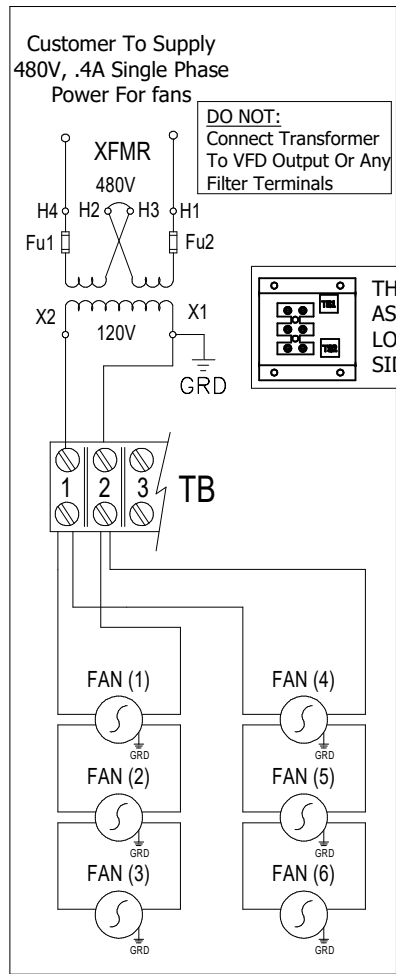 Customer To Supply
480V, .4A Single Phase
Power For fans
DO NOT:
Connect Transformer
To VFD Output Or Any
Filter Terminals
XFMR
480V
H4 H2 H3 H1
Fu1 Fu2
X2 X1
120V
GRD
TB1
TB2
TH
AS
LO
SID
1 2 3 TB
FAN (1) FAN (4)
GRD GRD
FAN (2) FAN (5)
GRD GRD
FAN (3) FAN (6)
GRD GRD